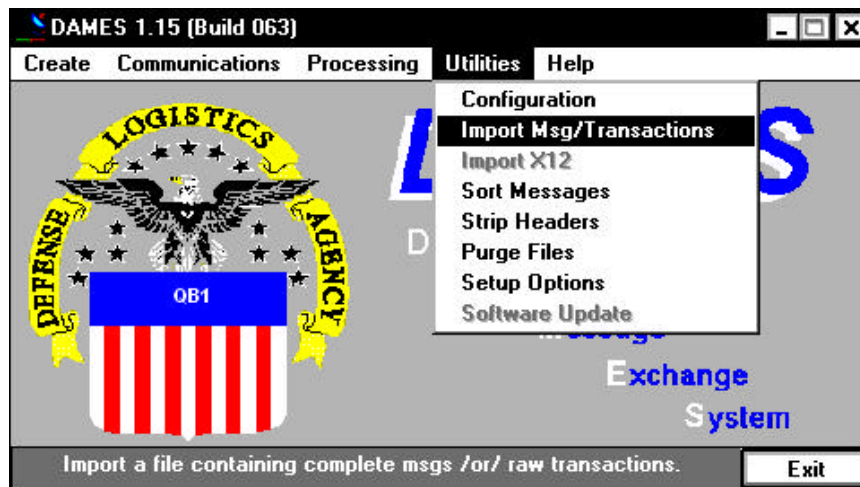 DAMES 1.15 (Build 063)
Create Communications Processing Utilities Help
Configuration
Import Msg/Transactions
Import X12
Sort Messages
Strip Headers
Purge Files
Setup Options
Software Update
DEFENSE LOGISTICS AGENCY
QB1
Exchange
System
Import a file containing complete msgs /or/ raw transactions.
Exit